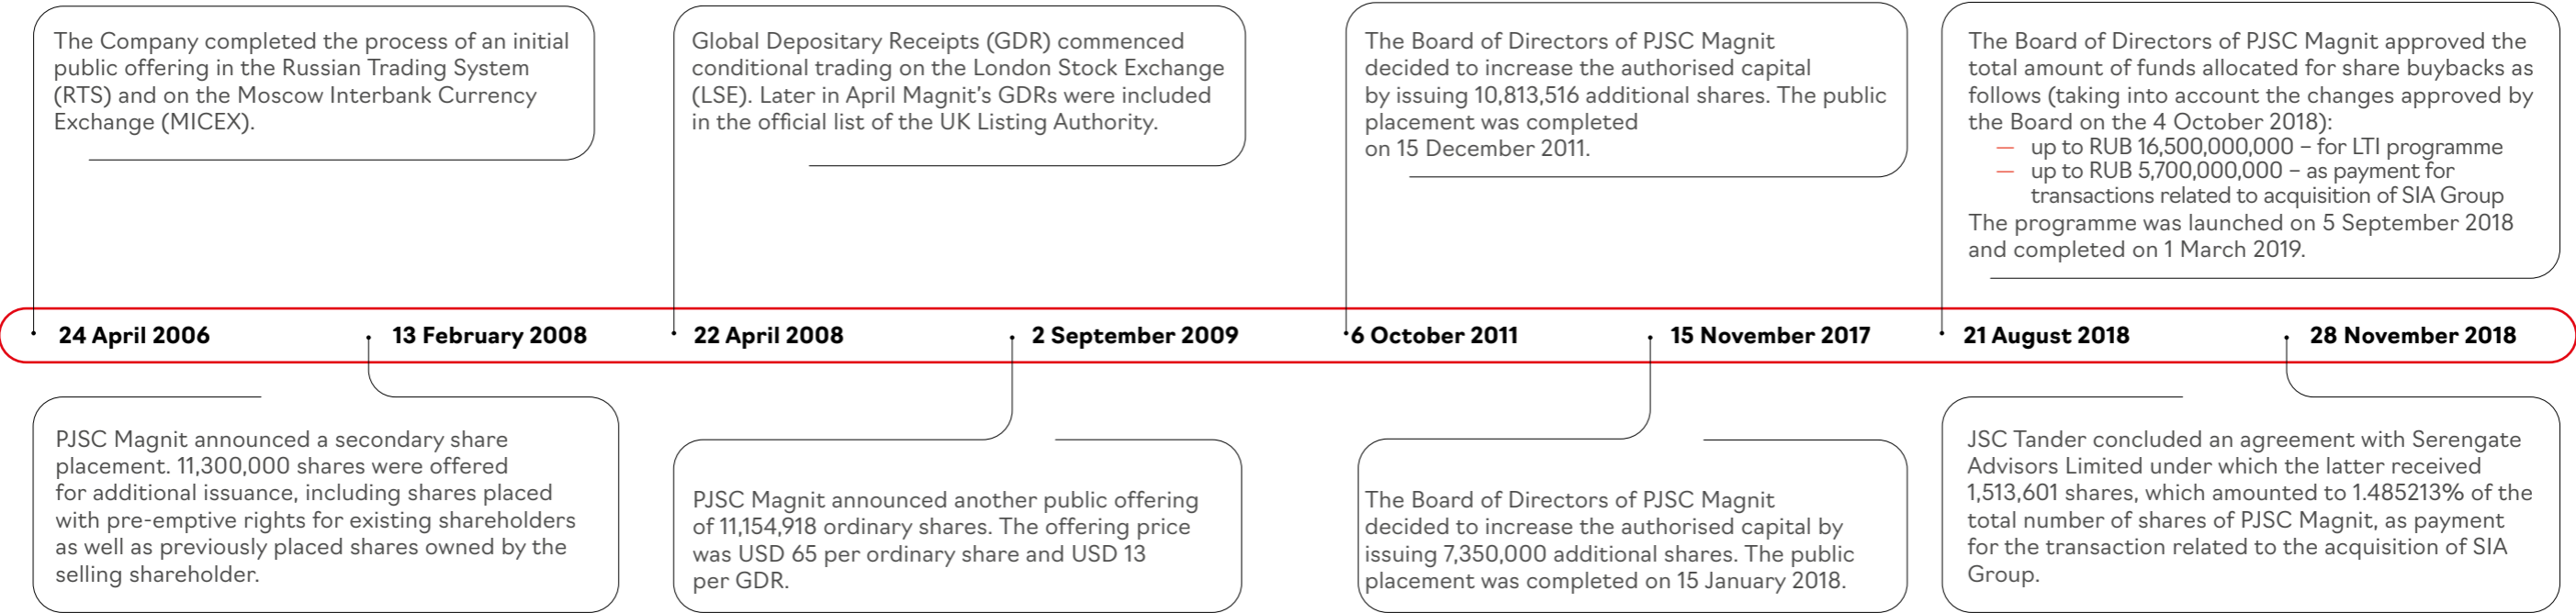 The Company completed the process of an initial
public offering in the Russian Trading System
(RTS) and on the Moscow Interbank Currency
Exchange (MICEX).
Global Depositary Receipts (GDR) commenced
conditional trading on the London Stock Exchange
(LSE). Later in April Magnit’s GDRs were included
in the official list of the UK Listing Authority.
The Board of Directors of PJSC Magnit
decided to increase the authorised capital
by issuing 10,813,516 additional shares. The public
placement was completed
on 15 December 2011.
The Board of Directors of PJSC Magnit approved the
total amount of funds allocated for share buybacks as
follows (taking into account the changes approved by
the Board on the 4 October 2018):
— up to RUB 16,500,000,000 – for LTI programme
— up to RUB 5,700,000,000 – as payment for
transactions related to acquisition of SIA Group
The programme was launched on 5 September 2018
and completed on 1 March 2019.
24 April 2006
13 February 2008
22 April 2008
2 September 2009
6 October 2011
15 November 2017
21 August 2018
28 November 2018
PJSC Magnit announced a secondary share
placement. 11,300,000 shares were offered
for additional issuance, including shares placed
with pre-emptive rights for existing shareholders
as well as previously placed shares owned by the
selling shareholder.
PJSC Magnit announced another public offering
of 11,154,918 ordinary shares. The offering price
was USD 65 per ordinary share and USD 13
per GDR.
The Board of Directors of PJSC Magnit
decided to increase the authorised capital by
issuing 7,350,000 additional shares. The public
placement was completed on 15 January 2018.
JSC Tander concluded an agreement with Serengate
Advisors Limited under which the latter received
1,513,601 shares, which amounted to 1.485213% of the
total number of shares of PJSC Magnit, as payment
for the transaction related to the acquisition of SIA
Group.